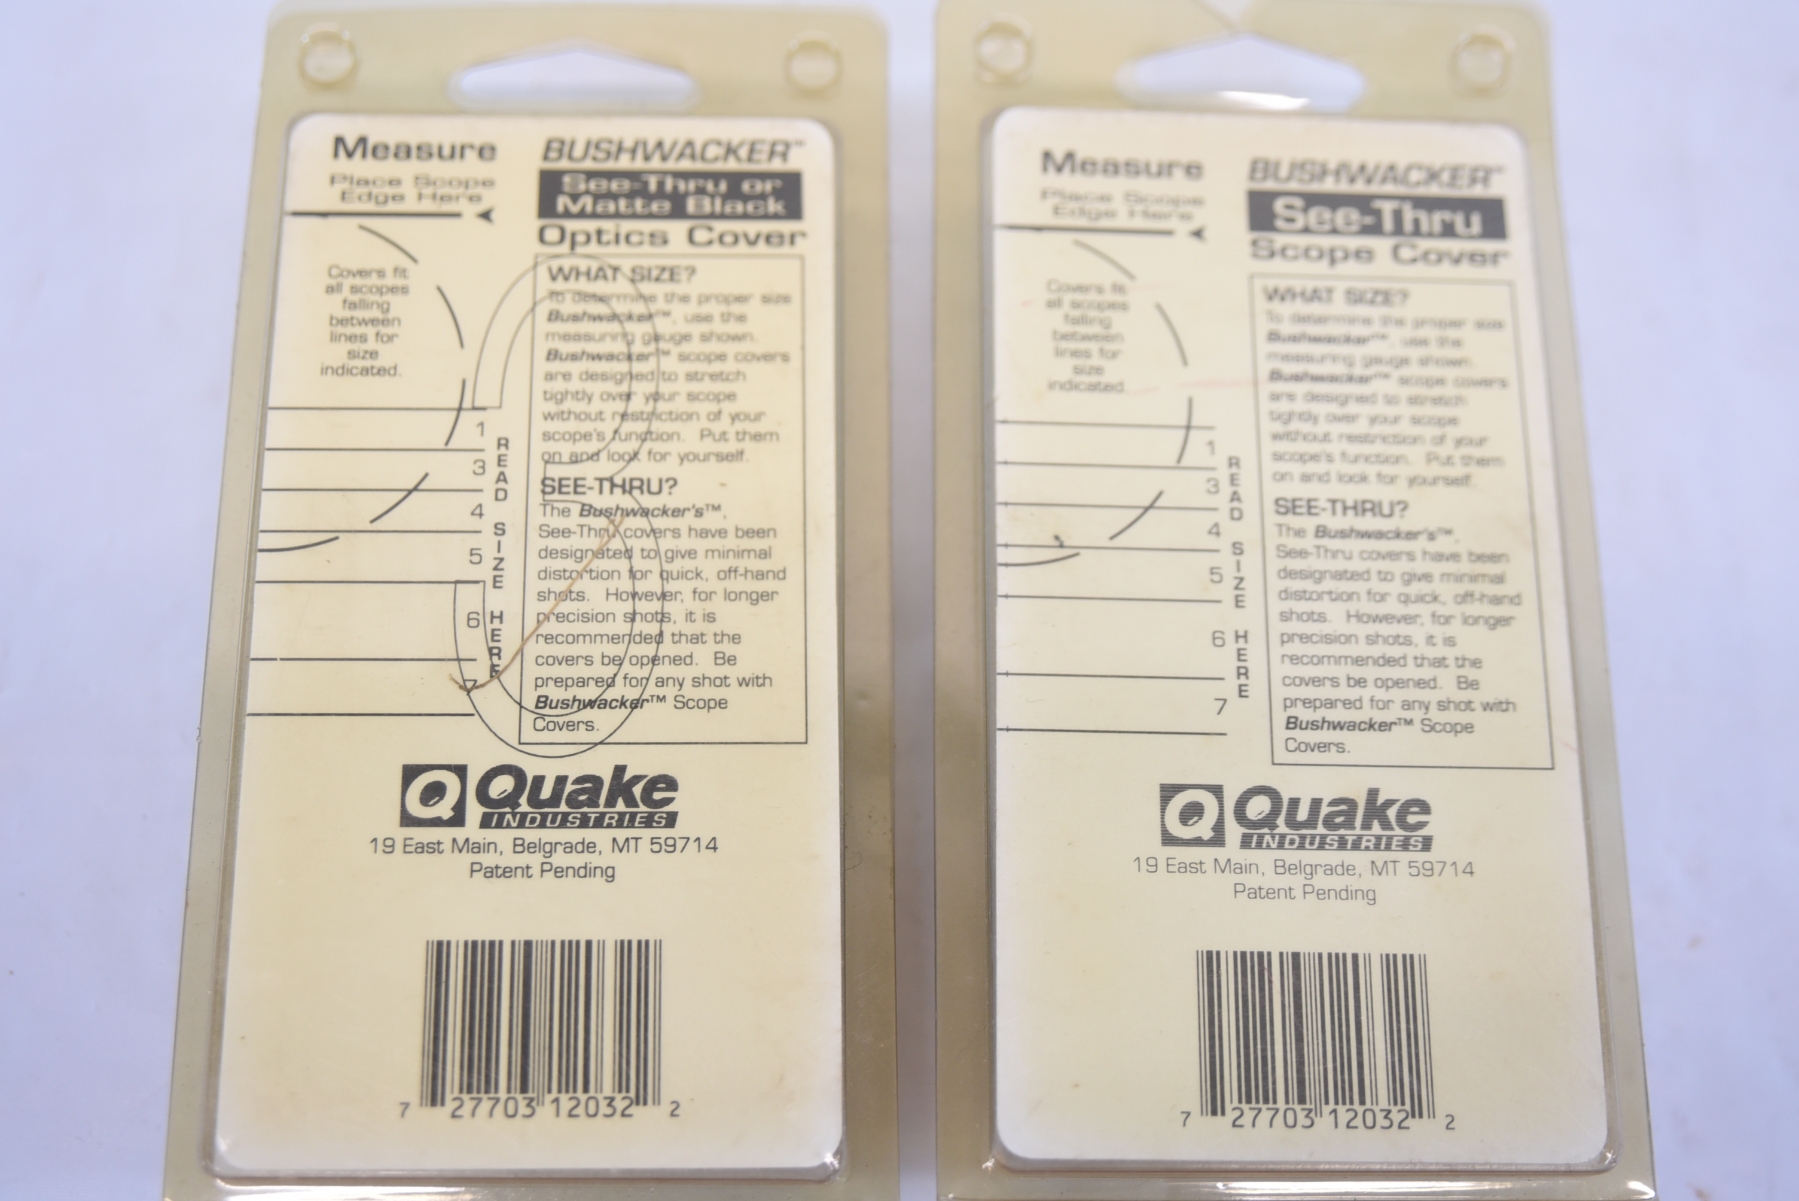 Measure
Place Scope
Edge Here
Covers fit
all scopes
falling
between
lines for
size
indicated.
1
3
4
5
6
7
READ SIZE HERE
BUSHWACKER™
See-Thru or
Matte Black
Optics Cover
WHAT SIZE?
To determine the proper size
Bushwacker™, use the
measuring gauge shown.
Bushwacker™ scope covers
are designed to stretch
tightly over your scope
without restriction of your
scope's function. Put them
on and look for yourself.
SEE-THRU?
The Bushwacker's™,
See-Thru covers have been
designated to give minimal
distortion for quick, off-hand
shots. However, for longer
precision shots, it is
recommended that the
covers be opened. Be
prepared for any shot with
Bushwacker™ Scope
Covers.
Q Quake
INDUSTRIES
19 East Main, Belgrade, MT 59714
Patent Pending
7 27703 12032 2
Measure
Place Scope
Edge Here
Covers fit
all scopes
falling
between
lines for
size
indicated.
1
3
4
5
6
7
READ SIZE HERE
BUSHWACKER™
See-Thru
Scope Cover
WHAT SIZE?
To determine the proper size
Bushwacker™, use the
measuring gauge shown.
Bushwacker™ scope covers
are designed to stretch
tightly over your scope
without restriction of your
scope's function. Put them
on and look for yourself.
SEE-THRU?
The Bushwacker's™,
See-Thru covers have been
designated to give minimal
distortion for quick, off-hand
shots. However, for longer
precision shots, it is
recommended that the
covers be opened. Be
prepared for any shot with
Bushwacker™ Scope
Covers.
Q Quake
INDUSTRIES
19 East Main, Belgrade, MT 59714
Patent Pending
7 27703 12032 2